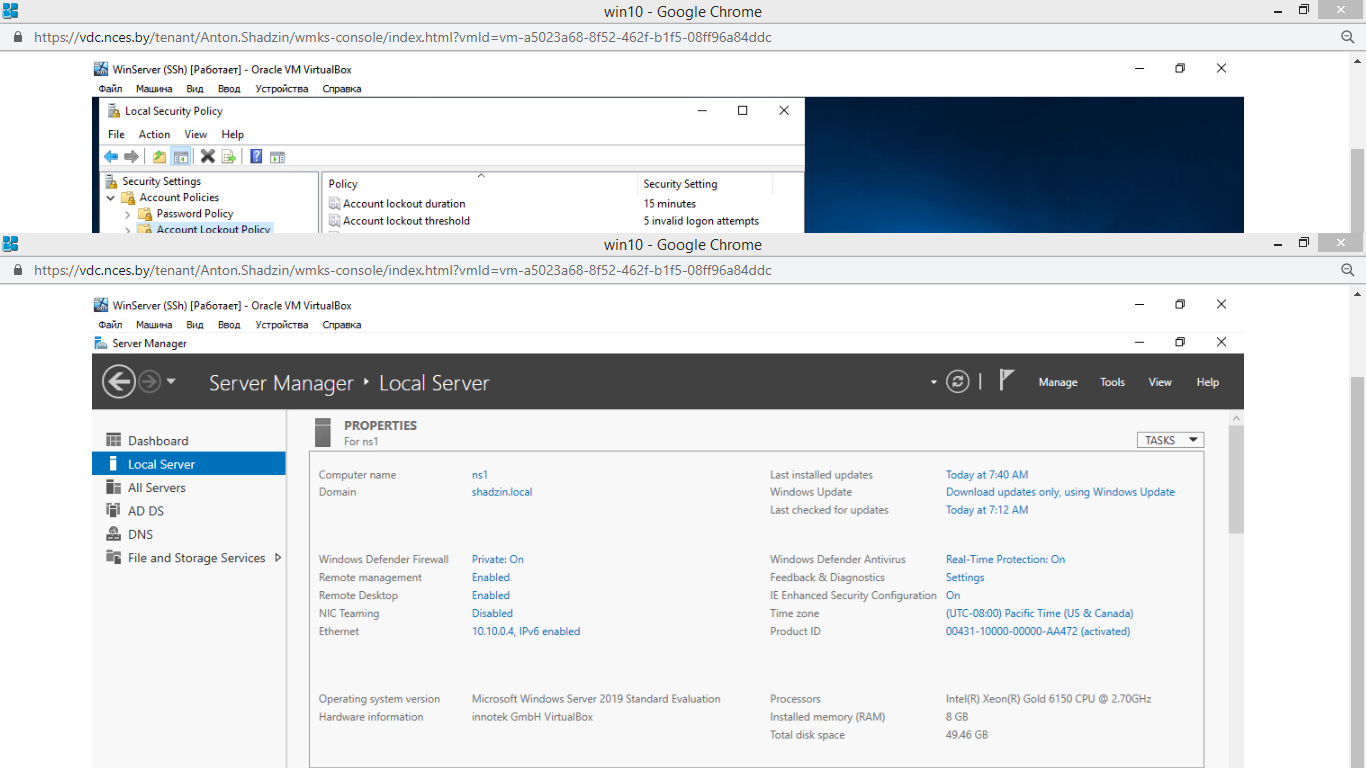 win10 - Google Chrome
https://vdc.nces.by/tenant/Anton.Shadzin/wmks-console/index.html?vmId=vm-a5023a68-8f52-462f-b1f5-08ff96a84ddc
WinServer (SSh) [Работает] - Oracle VM VirtualBox
Файл Машина Вид Ввод Устройства Справка
Local Security Policy
File Action View Help
Security Settings
Account Policies
Password Policy
Account Lockout Policy
Policy Security Setting
Account lockout duration 15 minutes
Account lockout threshold 5 invalid logon attempts
win10 - Google Chrome
https://vdc.nces.by/tenant/Anton.Shadzin/wmks-console/index.html?vmId=vm-a5023a68-8f52-462f-b1f5-08ff96a84ddc
WinServer (SSh) [Работает] - Oracle VM VirtualBox
Файл Машина Вид Ввод Устройства Справка
Server Manager
Server Manager Local Server
Manage Tools View Help
Dashboard
Local Server
All Servers
AD DS
DNS
File and Storage Services
PROPERTIES
For ns1
TASKS
Computer name ns1
Domain shadzin.local
Last installed updates Today at 7:40 AM
Windows Update Download updates only, using Windows Update
Last checked for updates Today at 7:12 AM
Windows Defender Firewall Private: On
Remote management Enabled
Remote Desktop Enabled
NIC Teaming Disabled
Ethernet 10.10.0.4, IPv6 enabled
Windows Defender Antivirus Real-Time Protection: On
Feedback & Diagnostics Settings
IE Enhanced Security Configuration On
Time zone (UTC-08:00) Pacific Time (US & Canada)
Product ID 00431-10000-00000-AA472 (activated)
Operating system version Microsoft Windows Server 2019 Standard Evaluation
Hardware information innotek GmbH VirtualBox
Processors Intel(R) Xeon(R) Gold 6150 CPU @ 2.70GHz
Installed memory (RAM) 8 GB
Total disk space 49.46 GB